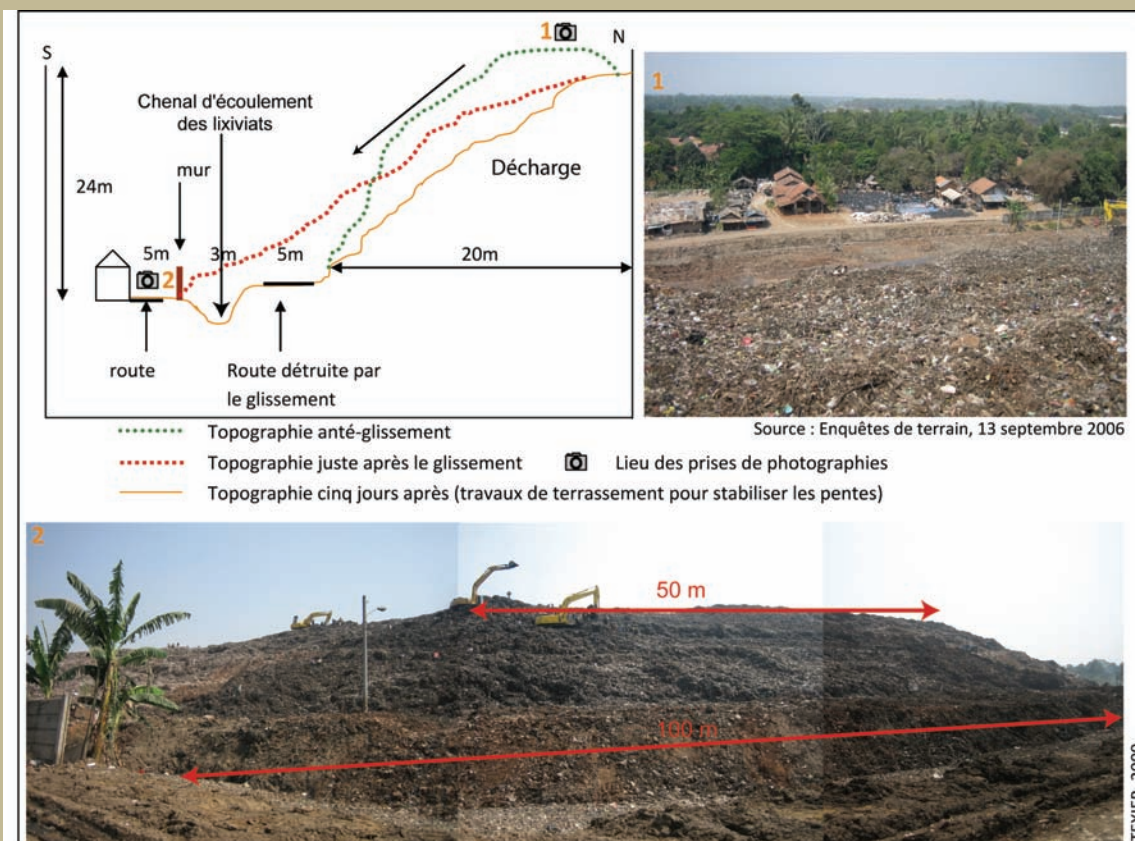 S
1
N
Chenal d'écoulement
des lixiviats
mur
24m
Décharge
5m
3m
5m
20m
2
route
Route détruite par
le glissement
1
Source : Enquêtes de terrain, 13 septembre 2006
Topographie anté-glissement
Topographie juste après le glissement
Lieu des prises de photographies
Topographie cinq jours après (travaux de terrassement pour stabiliser les pentes)
2
50 m
100 m
TEXIER, 2009